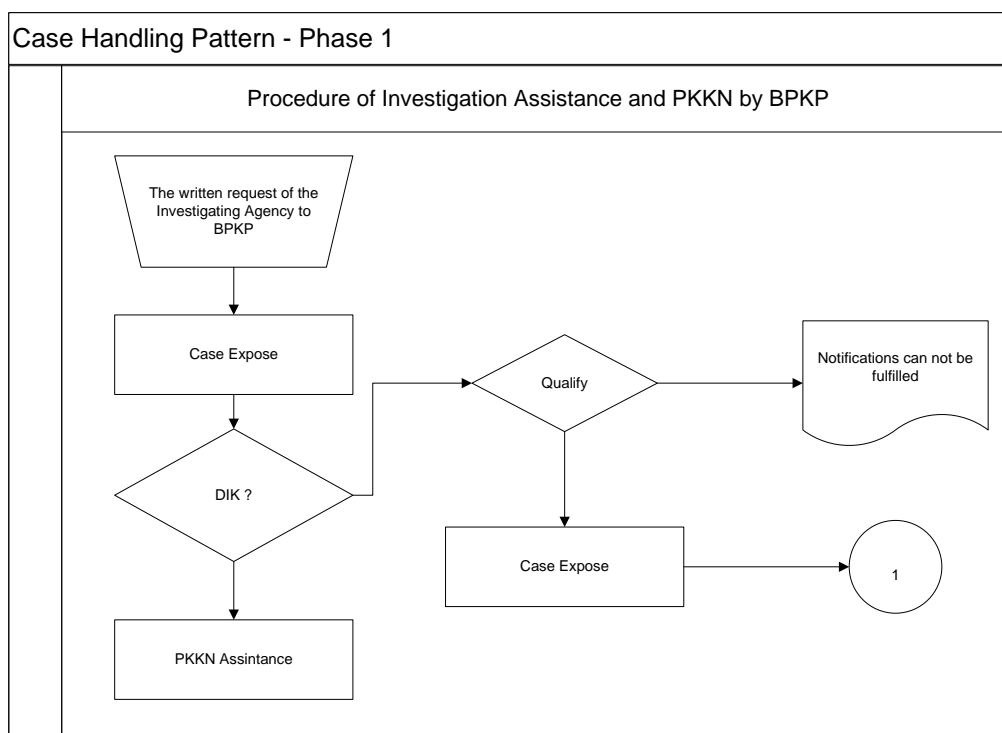 Case Handling Pattern - Phase 1
Procedure of Investigation Assistance and PKKN by BPKP
The written request of the
Investigating Agency to
BPKP
Case Expose
DIK ?
PKKN Assintance
Qualify
Notifications can not be
fulfilled
Case Expose
1